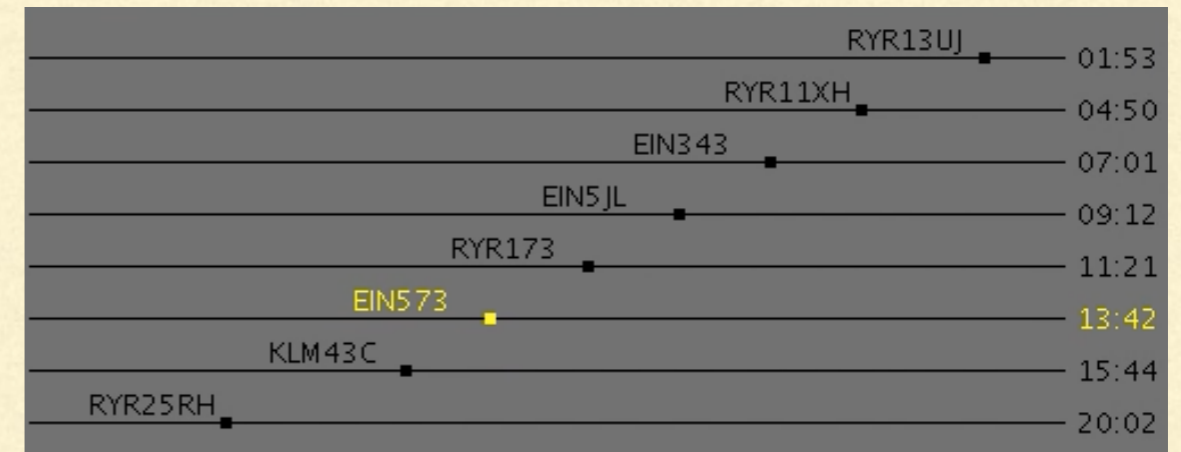 RYR13UJ 01:53
RYR11XH 04:50
EIN343 07:01
EIN5JL 09:12
RYR173 11:21
EIN573 13:42
KLM43C 15:44
RYR25RH 20:02